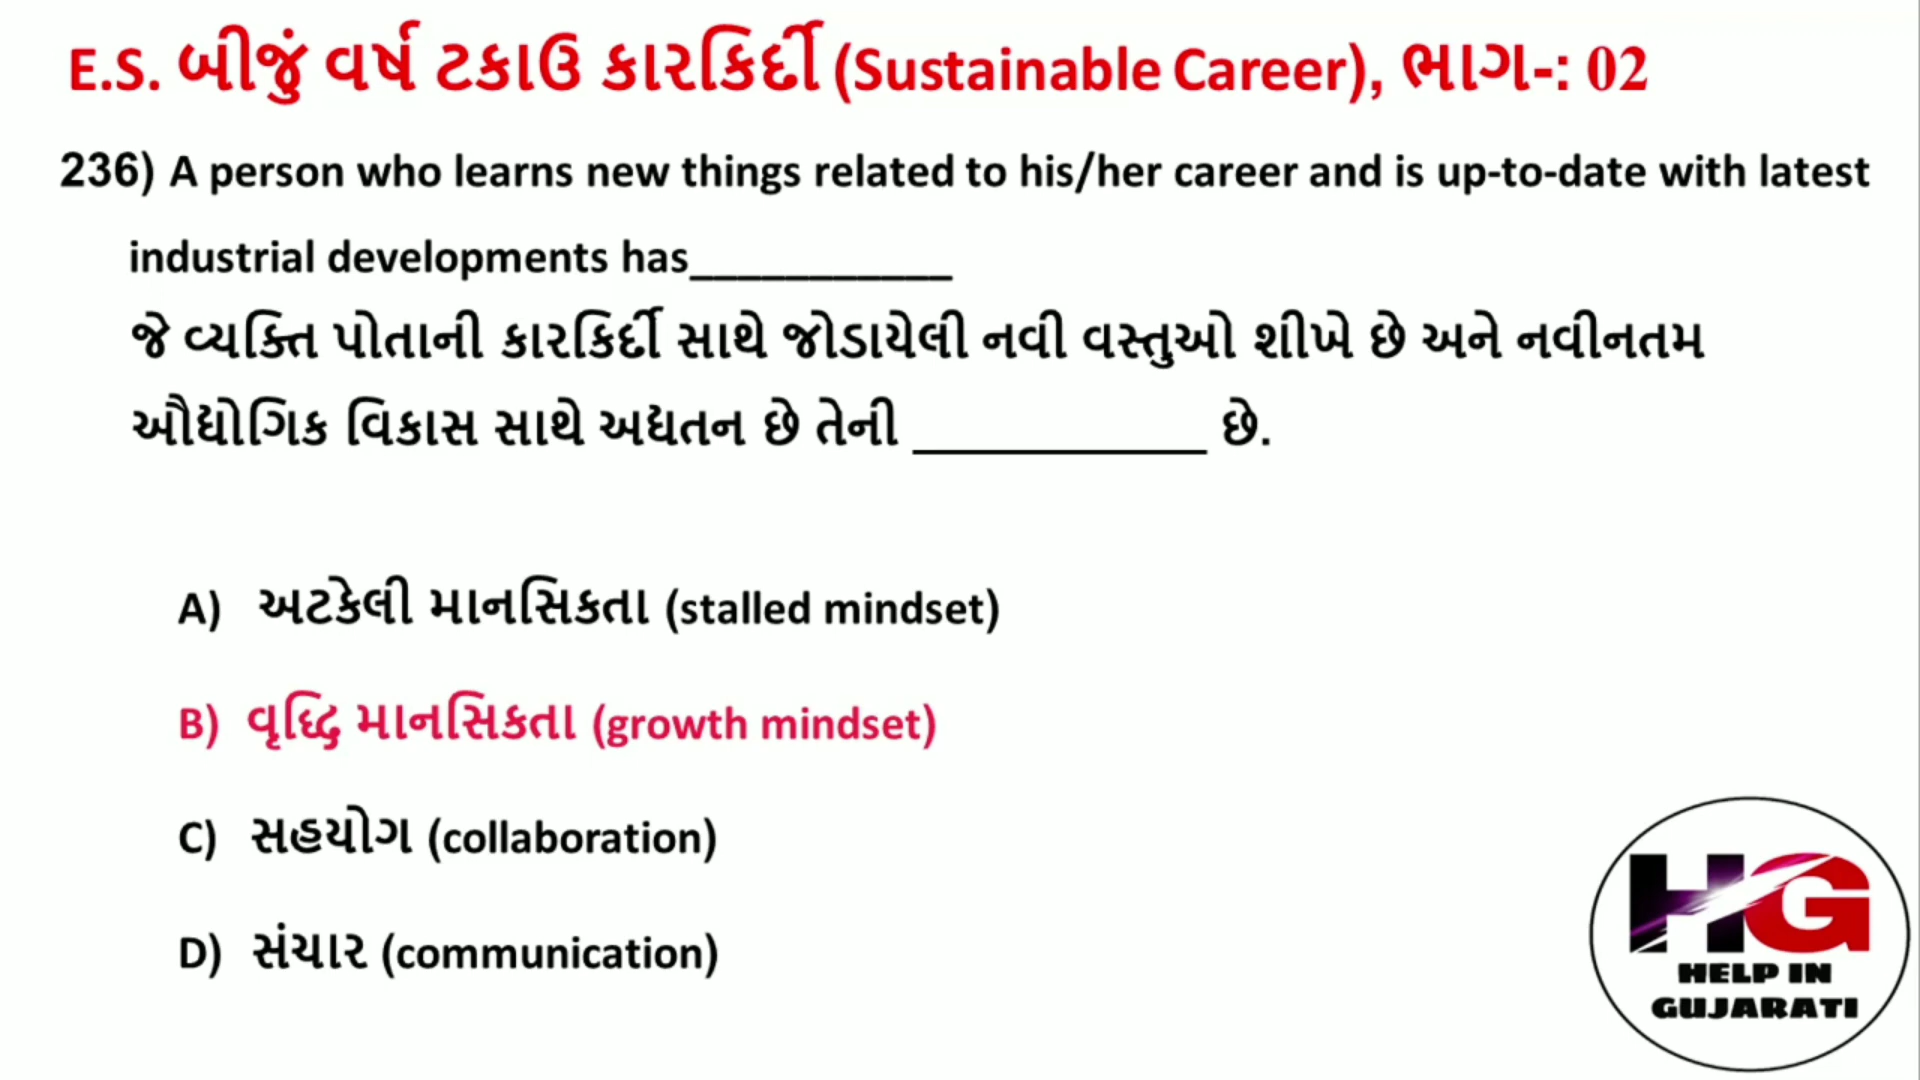 E.S. બીજું વર્ષ ટકાઉ કારકિર્દી (Sustainable Career), ભાગ-: 02
236) A person who learns new things related to his/her career and is up-to-date with latest
industrial developments has___________
જે વ્યક્તિ પોતાની કારકિર્દી સાથે જોડાયેલી નવી વસ્તુઓ શીખે છે અને નવીનતમ
ઔદ્યોગિક વિકાસ સાથે અદ્યતન છે તેની ____________ છે.
A) અટકેલી માનસિકતા (stalled mindset)
B) વૃદ્ધિ માનસિકતા (growth mindset)
C) સહયોગ (collaboration)
D) સંચાર (communication)
HG
HELP IN
GUJARATI